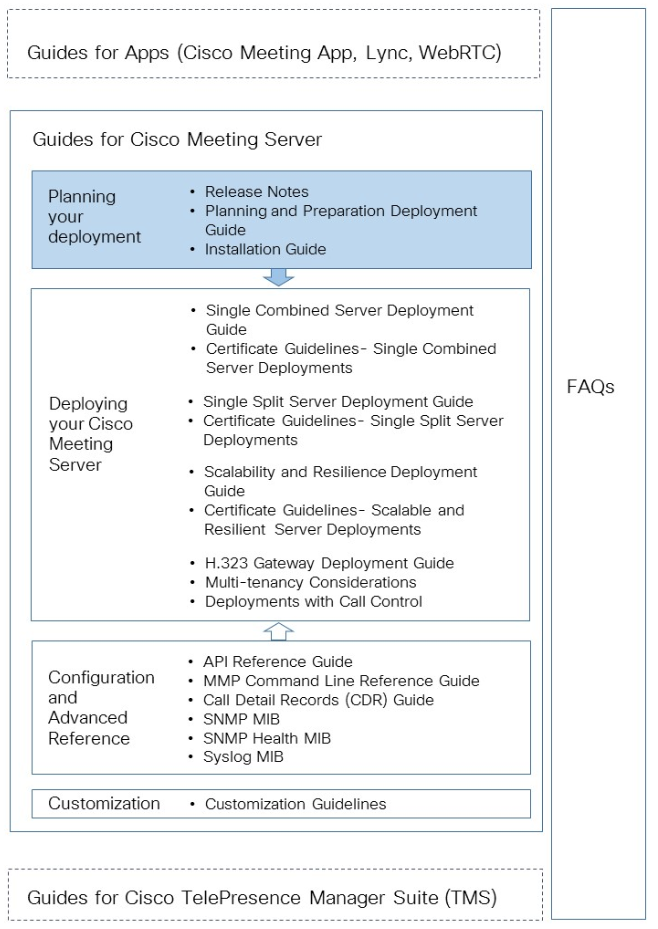 Guides for Apps (Cisco Meeting App, Lync, WebRTC)
Guides for Cisco Meeting Server
Planning
your
deployment
• Release Notes
• Planning and Preparation Deployment
Guide
• Installation Guide
Deploying
your Cisco
Meeting
Server
• Single Combined Server Deployment
Guide
• Certificate Guidelines- Single Combined
Server Deployments
• Single Split Server Deployment Guide
• Certificate Guidelines- Single Split Server
Deployments
• Scalability and Resilience Deployment
Guide
• Certificate Guidelines- Scalable and
Resilient Server Deployments
• H.323 Gateway Deployment Guide
• Multi-tenancy Considerations
• Deployments with Call Control
Configuration
and
Advanced
Reference
• API Reference Guide
• MMP Command Line Reference Guide
• Call Detail Records (CDR) Guide
• SNMP MIB
• SNMP Health MIB
• Syslog MIB
Customization
• Customization Guidelines
Guides for Cisco TelePresence Manager Suite (TMS)
FAQs